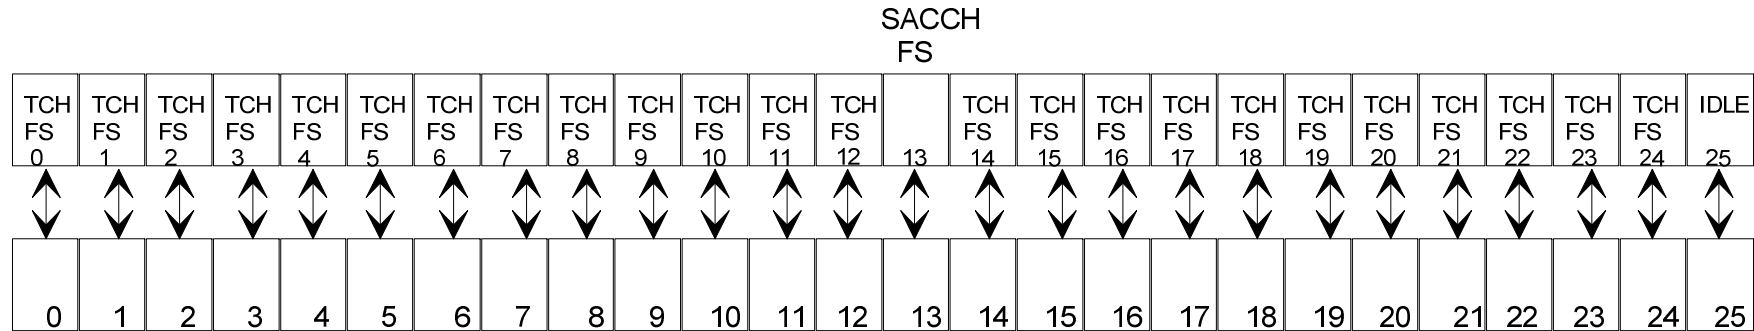 SACCH
FS
TCH TCH TCH TCH TCH TCH TCH TCH TCH TCH TCH TCH TCH TCH TCH TCH TCH TCH TCH TCH TCH TCH TCH TCH IDLE
FS FS FS FS FS FS FS FS FS FS FS FS FS FS FS FS FS FS FS FS FS FS FS FS
0 1 2 3 4 5 6 7 8 9 10 11 12 13 14 15 16 17 18 19 20 21 22 23 24 25
0 1 2 3 4 5 6 7 8 9 10 11 12 13 14 15 16 17 18 19 20 21 22 23 24 25